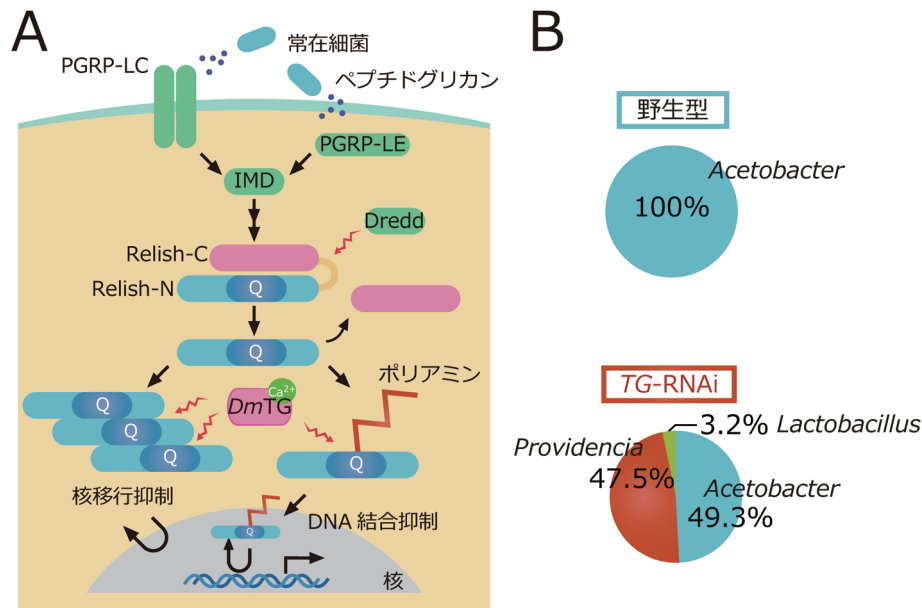 A
常在細菌
PGRP-LC
ペプチドグリカン
PGRP-LE
IMD
Dredd
Relish-C
Relish-N
Q
Q
ポリアミン
Ca2+
DmTG
Q
Q
Q
Q
核移行抑制
DNA 結合抑制
Q
核
B
野生型
Acetobacter
100%
TG-RNAi
3.2%
Lactobacillus
Providencia
47.5%
Acetobacter
49.3%